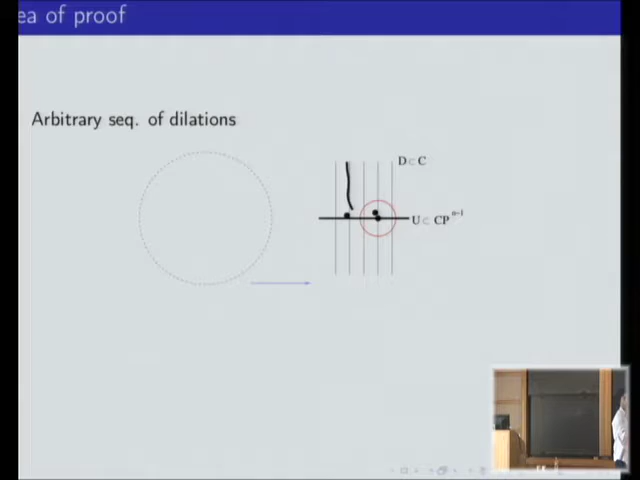 ea of proof
Arbitrary seq. of dilations
D ⊂ C
U ⊂ CP^{n-1}